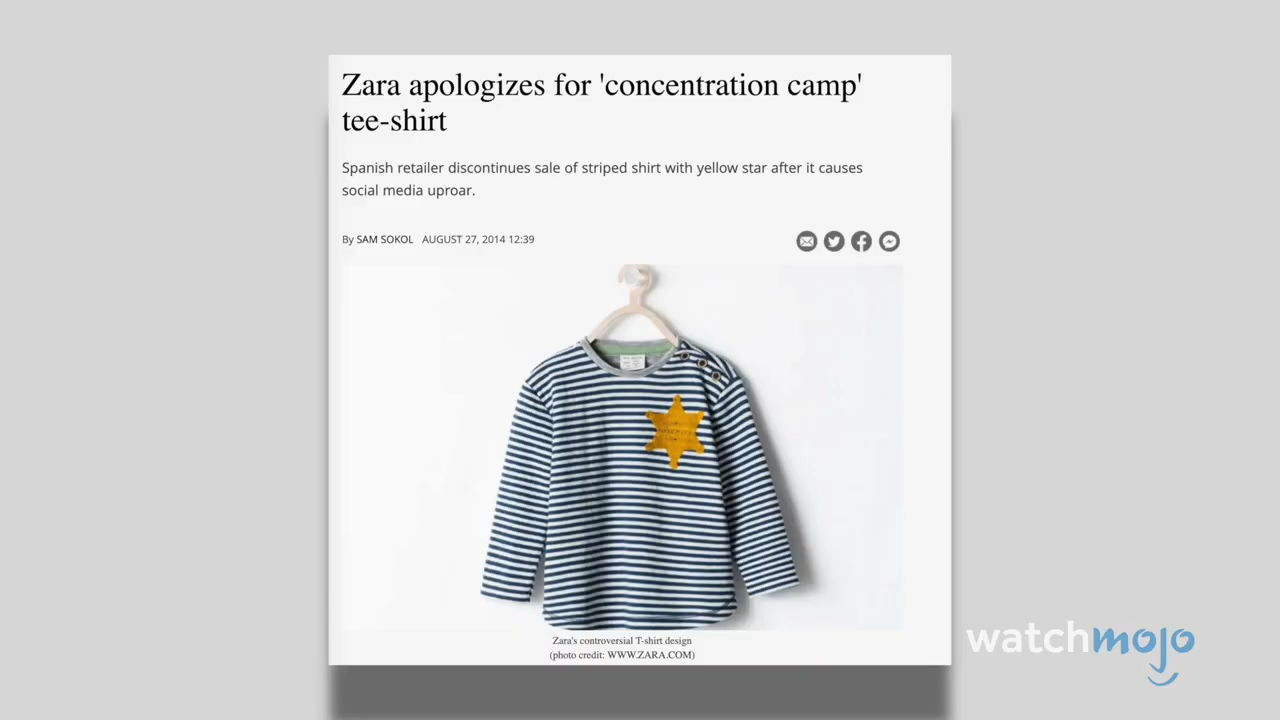 Zara apologizes for 'concentration camp'
tee-shirt
Spanish retailer discontinues sale of striped shirt with yellow star after it causes
social media uproar.
By SAM SOKOL AUGUST 27, 2014 12:39
Zara's controversial T-shirt design
(photo credit: WWW.ZARA.COM)
watchmojo